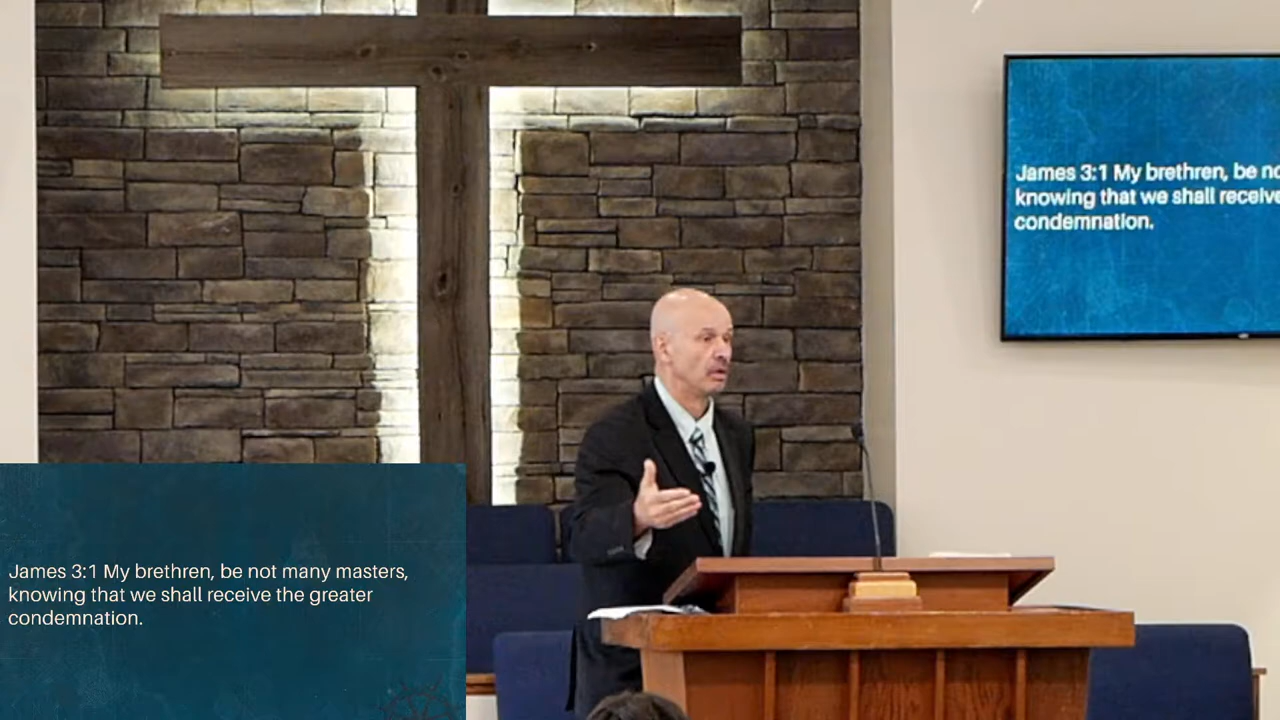 James 3:1 My brethren, be no
knowing that we shall receive
condemnation.
James 3:1 My brethren, be not many masters,
knowing that we shall receive the greater
condemnation.